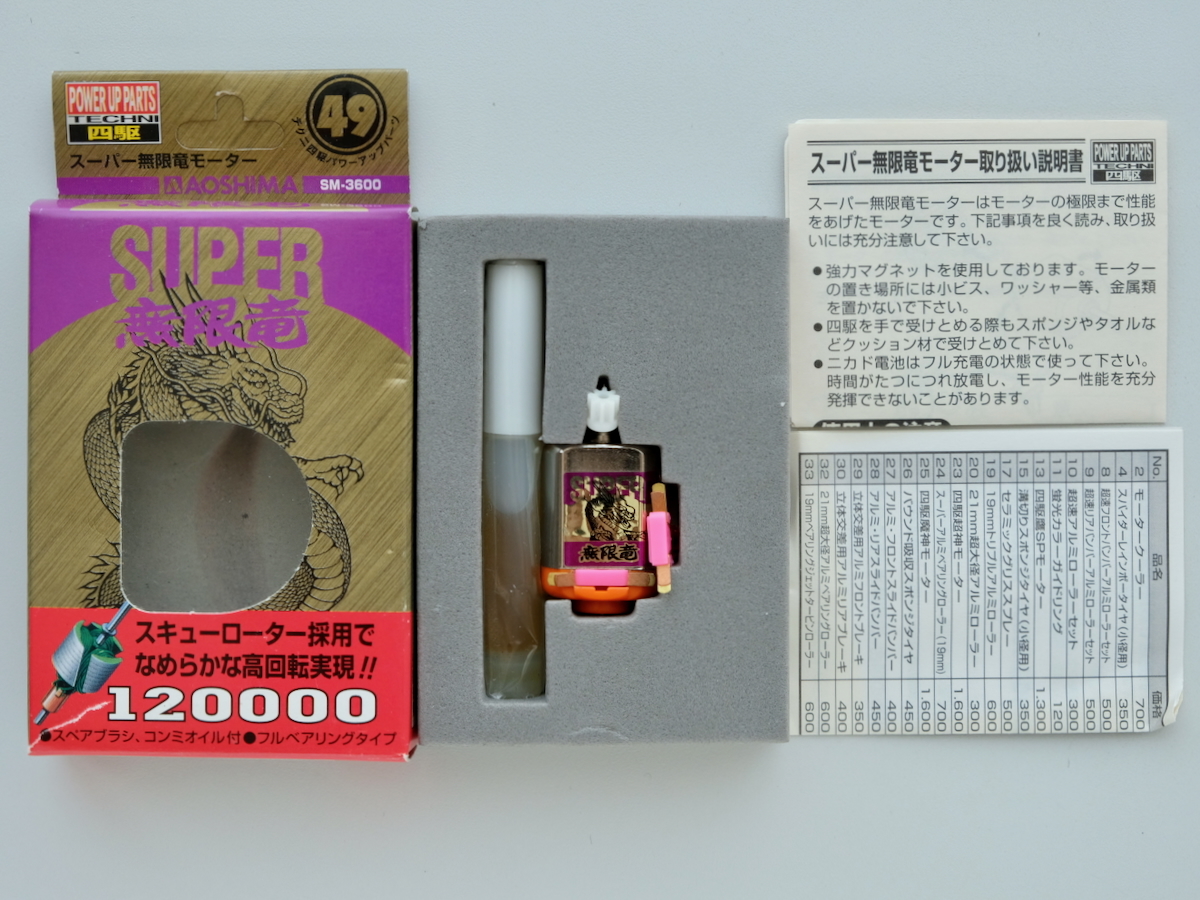 POWER UP PARTS
TECHNI
四駆
49
テクニ四駆パワーアップパーツ
スーパー無限竜モーター
AOSHIMA
SM-3600
SUPER
無限竜
スキューローター採用で
なめらかな高回転実現!!
120000
●スペアブラシ、コンミオイル付●フルベアリングタイプ
SUPER
無限竜
スーパー無限竜モーター取り扱い説明書
POWER UP PARTS
TECHNI
四駆
スーパー無限竜モーターはモーターの極限まで性能
をあげたモーターです。下記事項を良く読み、取り扱
いには充分注意して下さい。
●強力マグネットを使用しております。モーター
の置き場所には小ビス、ワッシャー等、金属類
を置かないで下さい。
●四駆を手で受けとめる際もスポンジやタオルな
どクッション材で受けとめて下さい。
●ニカド電池はフル充電の状態で使って下さい。
時間がたつにつれ放電し、モーター性能を充分
発揮できないことがあります。
No. 品名 価格
2 モータークーラー 700
4 スパイダーレインボータイヤ(小径用) 350
8 超速フロントバンパーアルミローラーセット 500
9 超速リアバンパーアルミローラーセット 500
10 超速アルミローラーセット 300
11 蛍光カラーガイドリング 120
13 四駆鷹SPモーター 1,300
15 溝切りスポンジタイヤ(小径用) 350
17 セラミックグリススプレー 500
19 19mmトリプルアルミローラー 600
20 21mm超大径アルミローラー 300
23 四駆超神モーター 1,600
24 スーパーアルミベアリングローラー(19mm) 700
25 四駆魔神モーター 1,600
26 バウンド吸収スポンジタイヤ 450
27 アルミ・フロントスライドバンパー 400
28 アルミ・リアスライドバンパー 450
29 立体交差用アルミフロントブレーキ 350
30 立体交差用アルミリアブレーキ 400
32 21mm超大径アルミベアリングローラー 600
33 19mmベアリングジェットタービンローラー 600